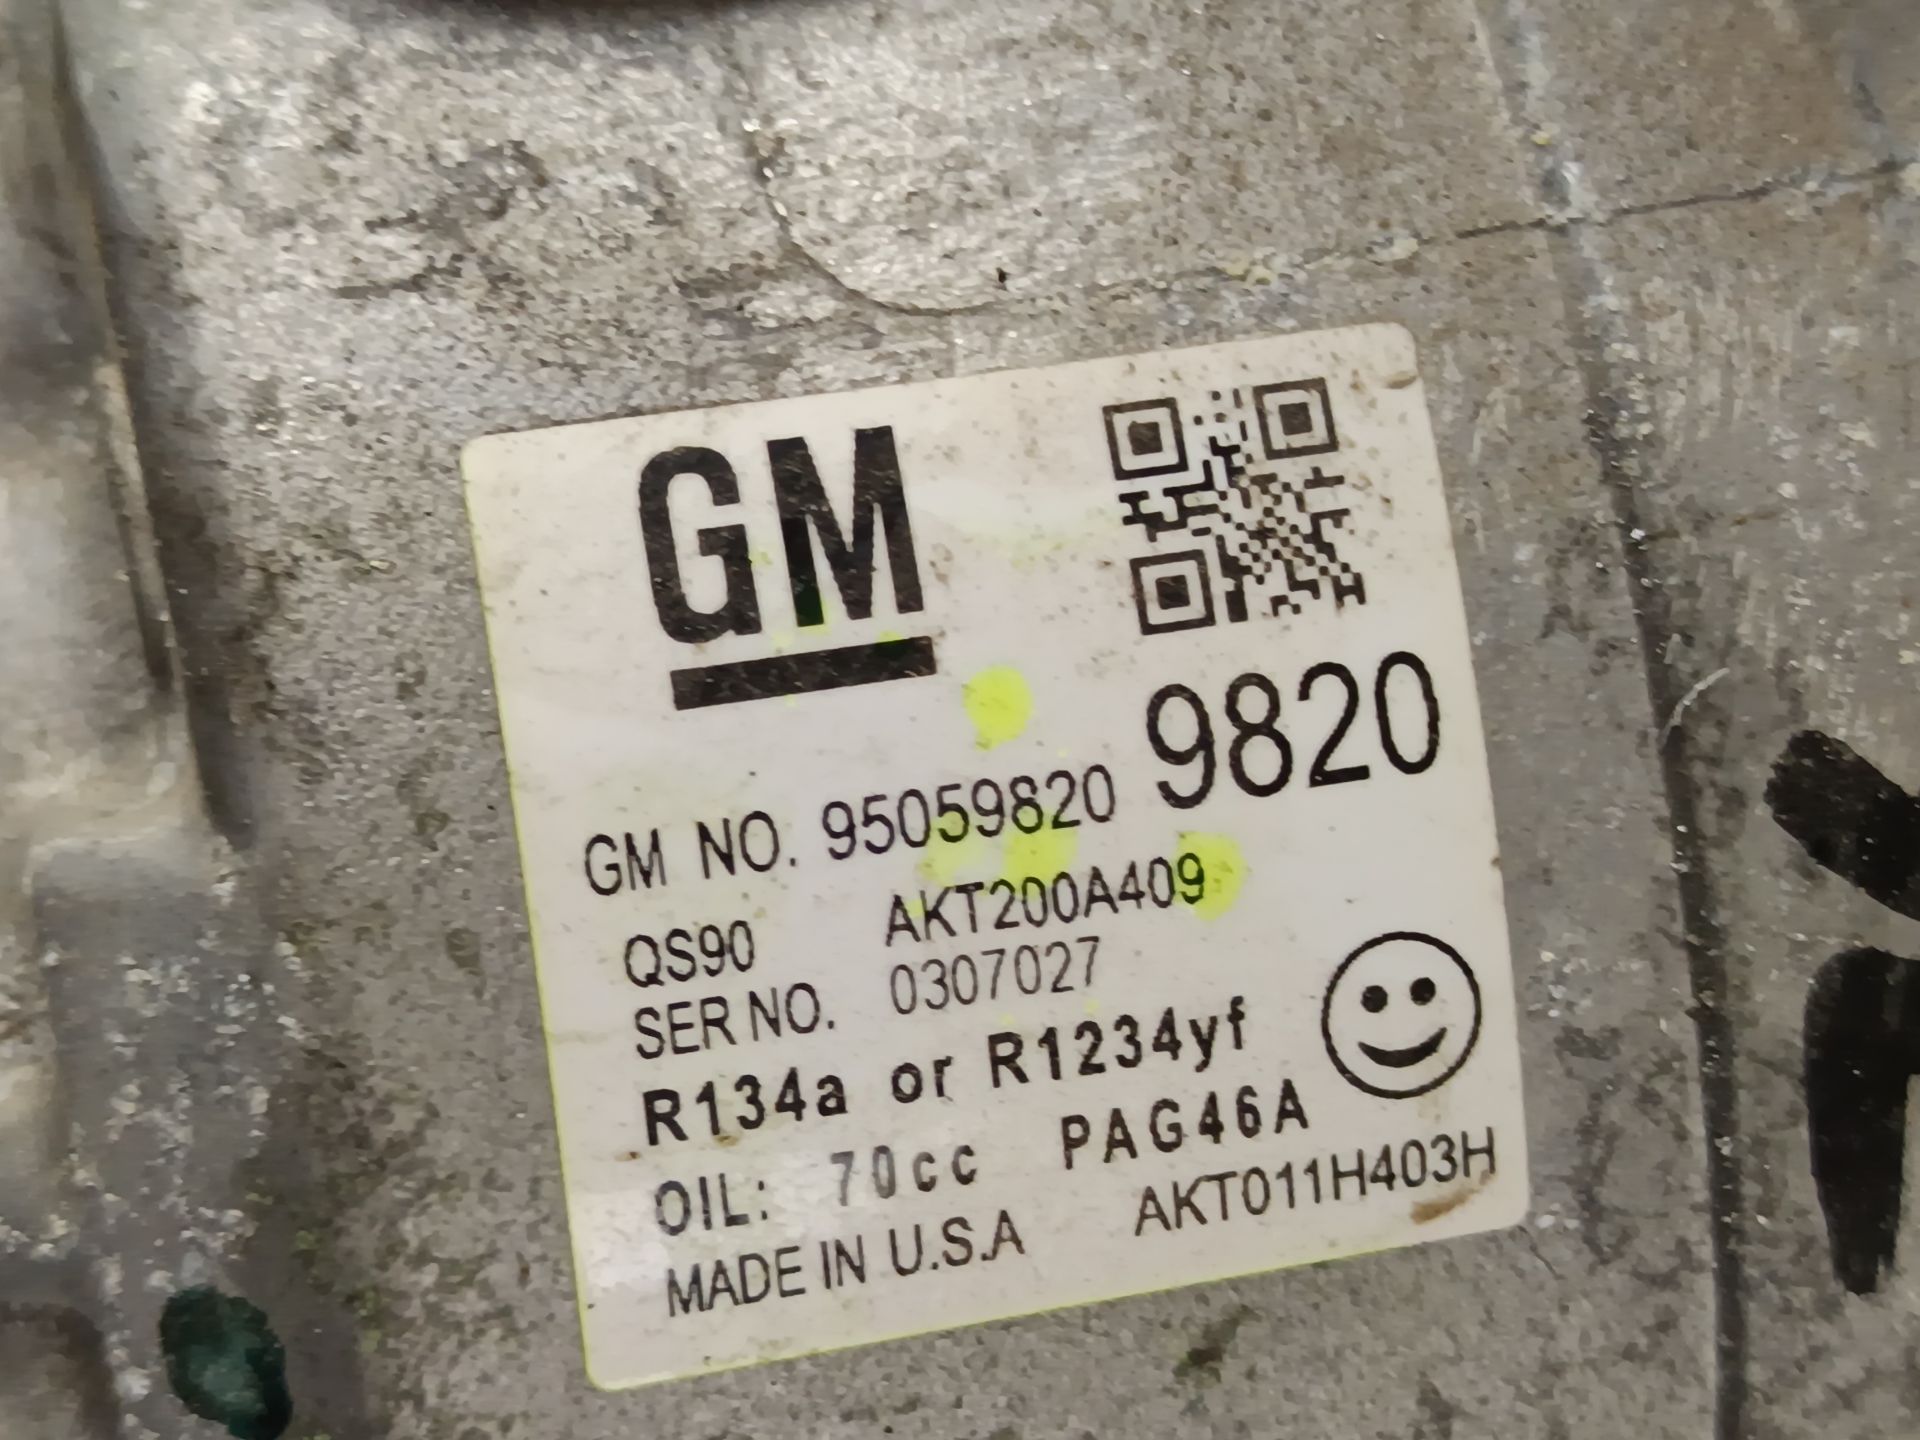 GM
9820
GM NO. 95059820
QS90 AKT200A409
SER NO. 0307027
R134a or R1234yf
OIL: 70cc PAG46A
MADE IN U.S.A AKT011H403H